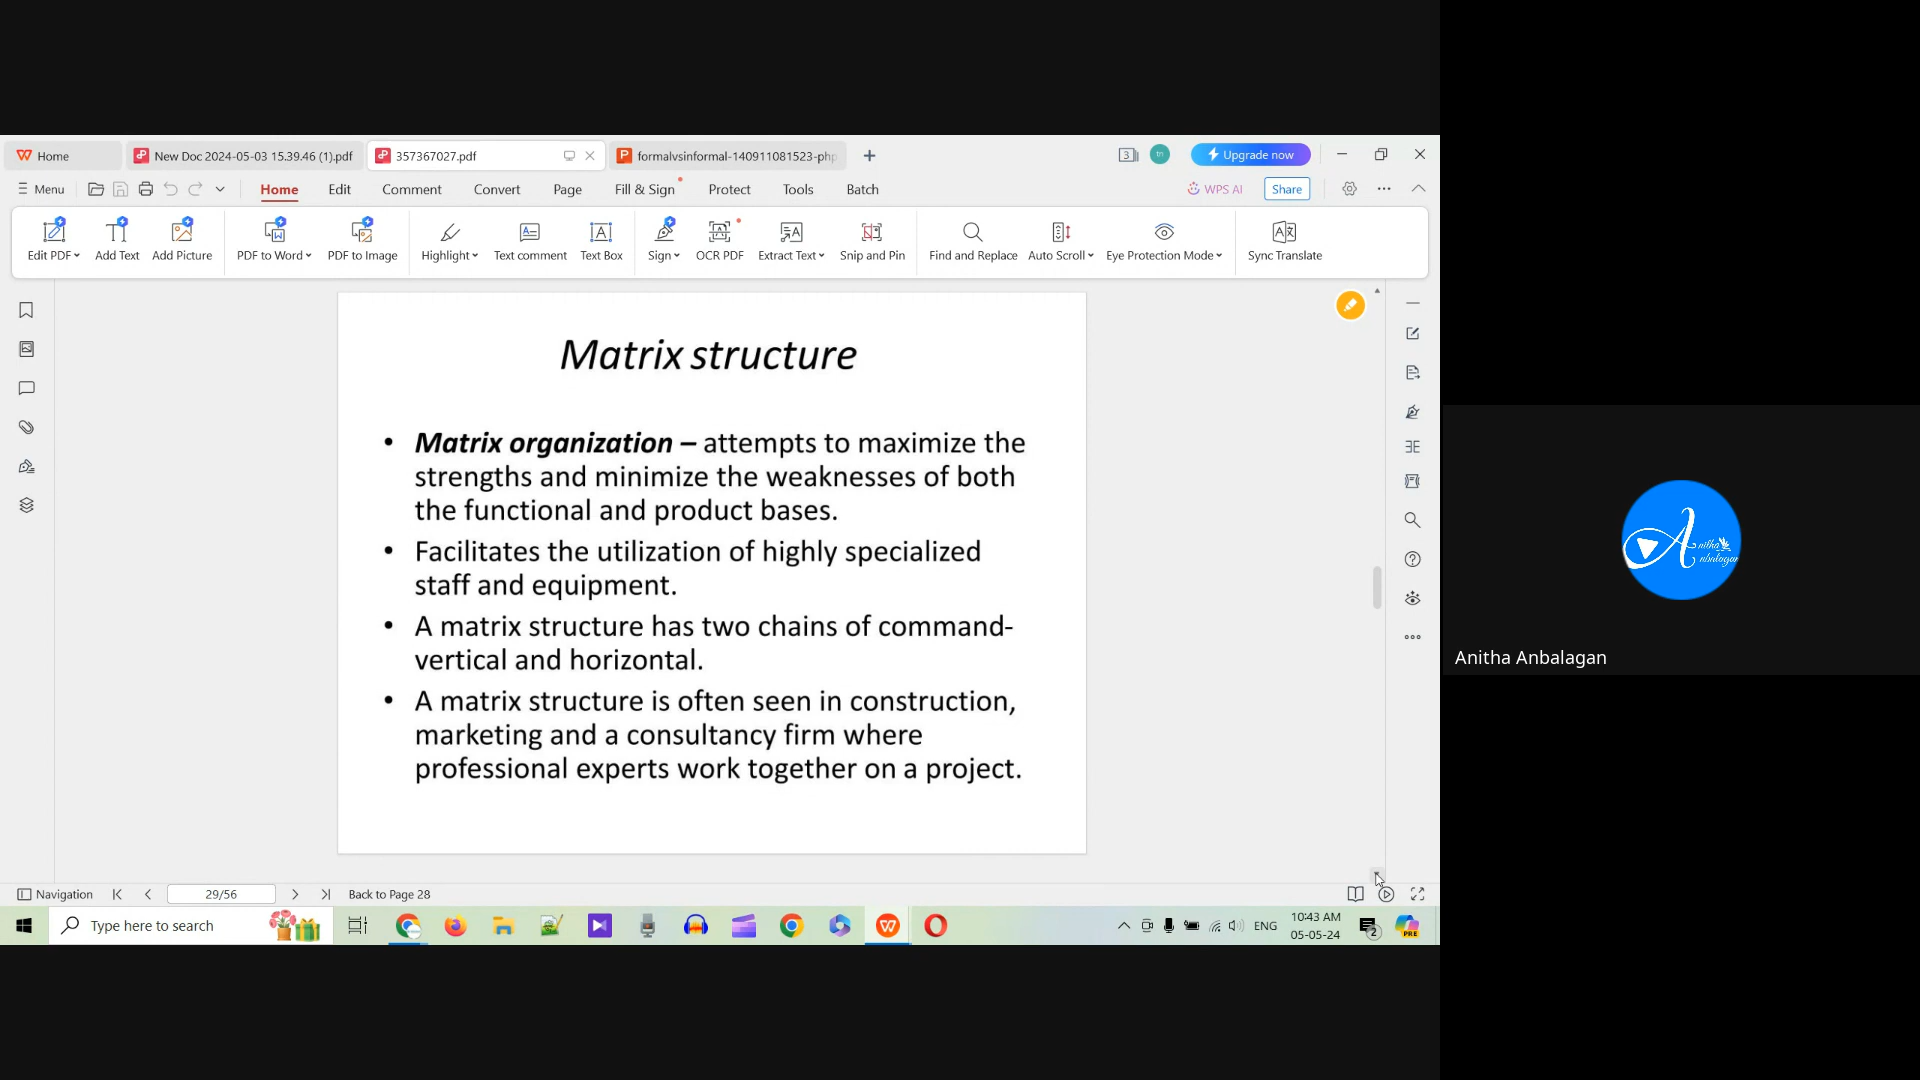 Home
New Doc 2024-05-03 15.39.46 (1).pdf
357367027.pdf
formalvsinformal-140911081523-php
3
Upgrade now
Menu
Home
Edit
Comment
Convert
Page
Fill & Sign
Protect
Tools
Batch
WPS AI
Share
Edit PDF
Add Text
Add Picture
PDF to Word
PDF to Image
Highlight
Text comment
Text Box
Sign
OCR PDF
Extract Text
Snip and Pin
Find and Replace
Auto Scroll
Eye Protection Mode
Sync Translate
Matrix structure
• Matrix organization – attempts to maximize the
strengths and minimize the weaknesses of both
the functional and product bases.
• Facilitates the utilization of highly specialized
staff and equipment.
• A matrix structure has two chains of command-
vertical and horizontal.
• A matrix structure is often seen in construction,
marketing and a consultancy firm where
professional experts work together on a project.
Anitha Anbalagan
Navigation
29/56
Back to Page 28
Type here to search
ENG
10:43 AM
05-05-24
2
PRE